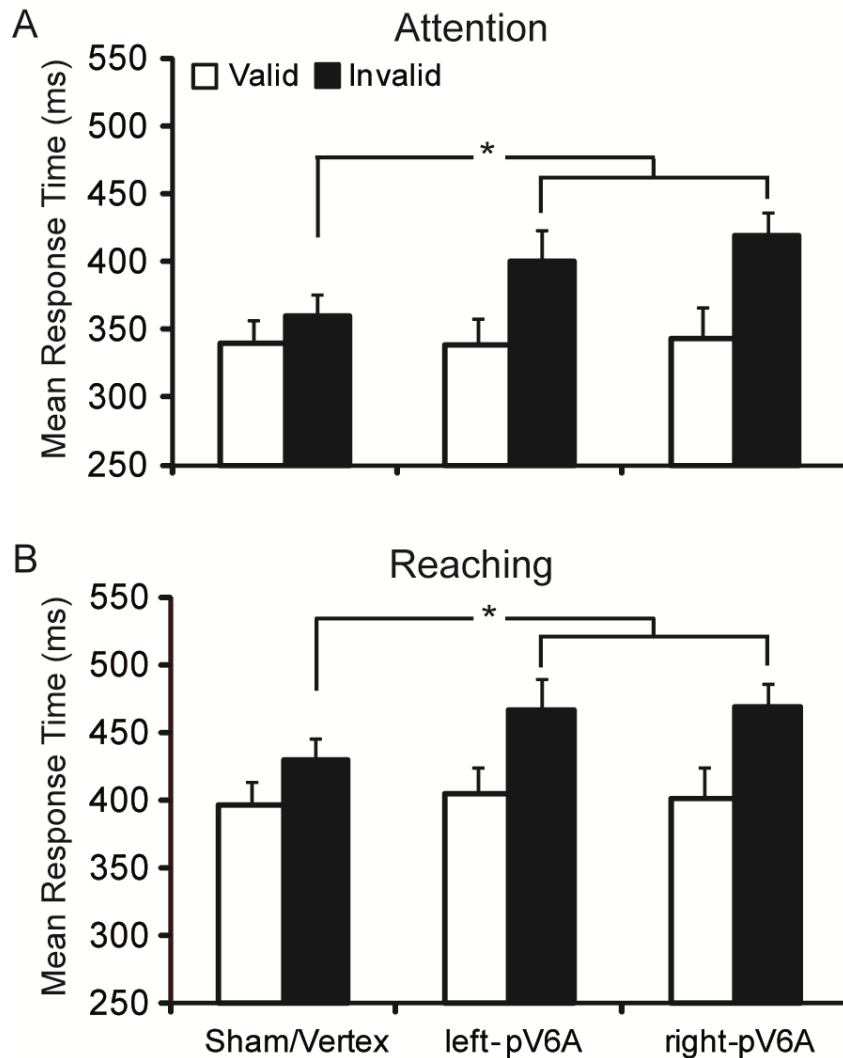 A
Attention
Mean Response Time (ms)
550
500
450
400
350
300
250
Valid Invalid
*
B
Reaching
Mean Response Time (ms)
550
500
450
400
350
300
250
*
Sham/Vertex left-pV6A right-pV6A